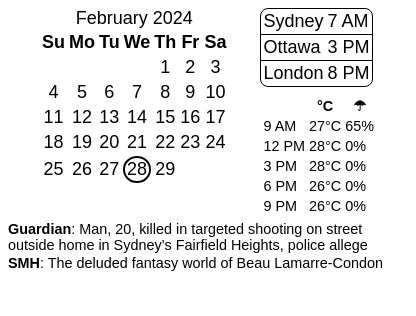 February 2024
Su Mo Tu We Th Fr Sa
1 2 3
4 5 6 7 8 9 10
11 12 13 14 15 16 17
18 19 20 21 22 23 24
25 26 27 28 29
Sydney 7 AM
Ottawa 3 PM
London 8 PM
°C ☂
9 AM 27°C 65%
12 PM 28°C 0%
3 PM 28°C 0%
6 PM 26°C 0%
9 PM 26°C 0%
Guardian: Man, 20, killed in targeted shooting on street
outside home in Sydney’s Fairfield Heights, police allege
SMH: The deluded fantasy world of Beau Lamarre-Condon